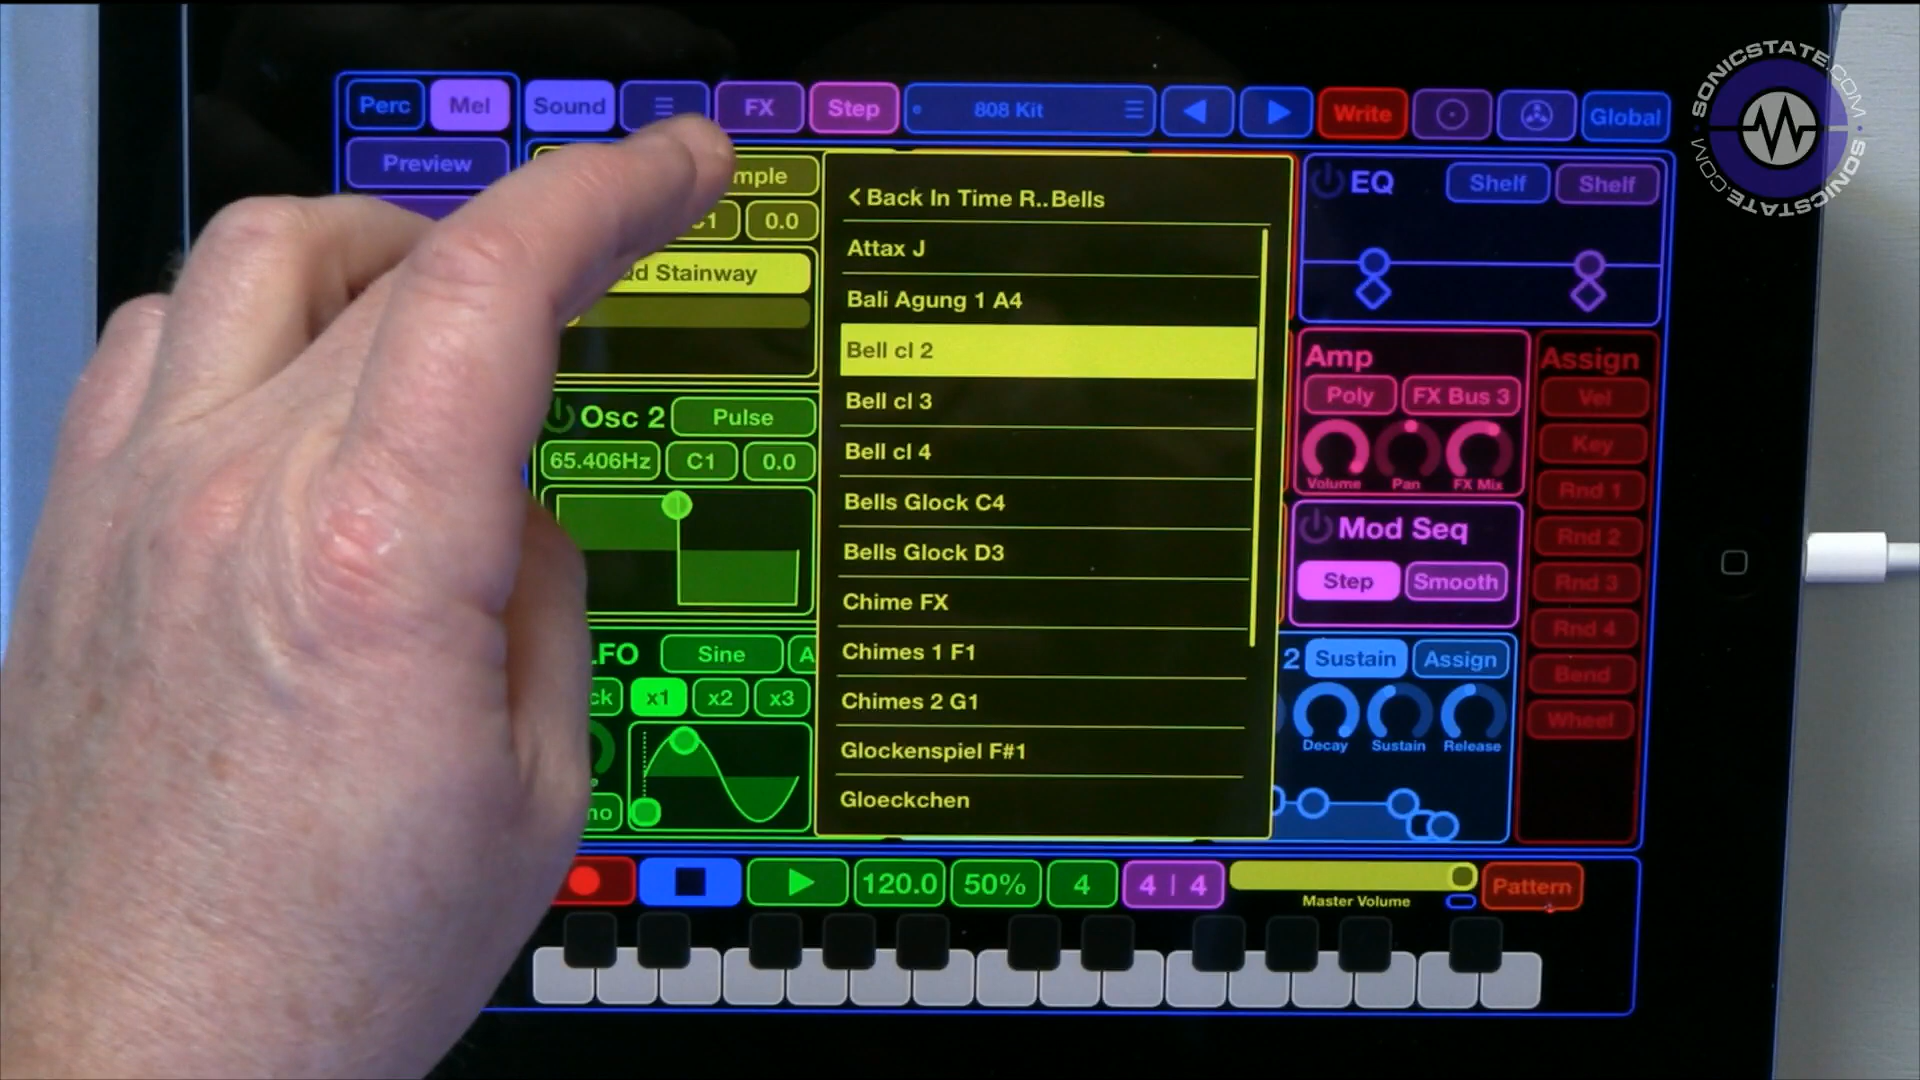 Perc Mel Sound FX Step 808 Kit Write Global
SONICSTATE.COM SONICSTATE.COM
Preview
0.0
Stainway
Back In Time R..Bells
Attax J
Bali Agung 1 A4
Bell cl 2
Bell cl 3
Bell cl 4
Bells Glock C4
Bells Glock D3
Chime FX
Chimes 1 F1
Chimes 2 G1
Glockenspiel F#1
Gloeckchen
EQ Shelf Shelf
Osc 2 Pulse
65.406Hz C1 0.0
Sine
x1 x2 x3
Amp
Poly FX Bus 3
Volume Pan FX Mix
Mod Seq
Step Smooth
2 Sustain Assign
Decay Sustain Release
Assign
Vel
Key
Rnd 1
Rnd 2
Rnd 3
Rnd 4
Bend
Wheel
120.0 50% 4 4 | 4 Pattern
Master Volume